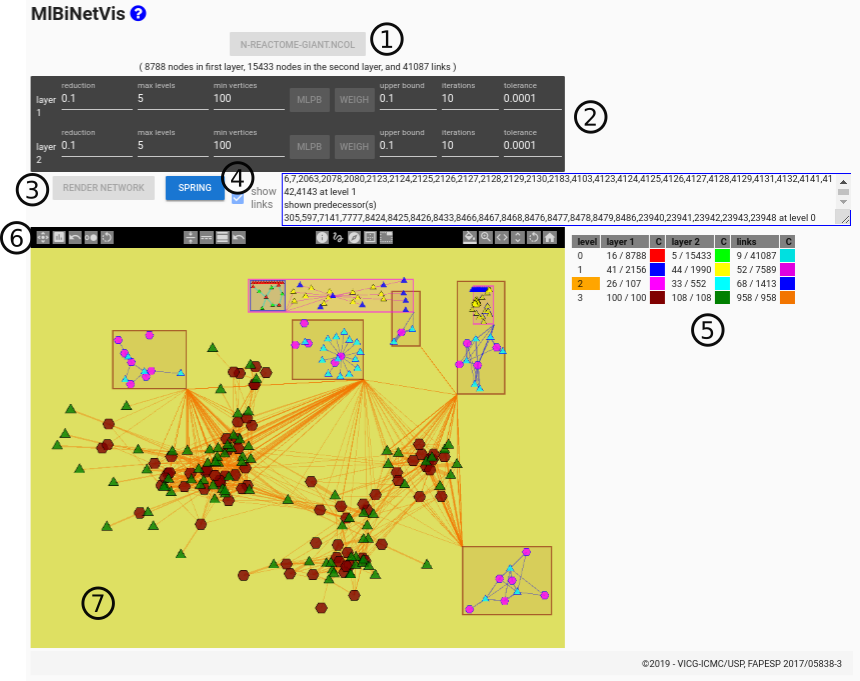 MlBiNetVis ?
N-REACTOME-GIANT.NCOL
1
( 8788 nodes in first layer, 15433 nodes in the second layer, and 41087 links )
reduction max levels min vertices upper bound iterations tolerance
layer 1 0.1 5 100 MLPB WEIGH 0.1 10 0.0001
2
reduction max levels min vertices upper bound iterations tolerance
layer 2 0.1 5 100 MLPB WEIGH 0.1 10 0.0001
3
RENDER NETWORK
SPRING
4
show
links
6,7,2063,2078,2080,2123,2124,2125,2126,2127,2128,2129,2130,2183,4103,4123,4124,4125,4126,4127,4128,4129,4131,4132,4141,41
42,4143 at level 1
shown predecessor(s)
305,597,7141,7777,8424,8425,8426,8433,8466,8467,8468,8476,8477,8478,8479,8486,23940,23941,23942,23943,23948 at level 0
6
level layer 1 C layer 2 C links C
0 16 / 8788 5 / 15433 9 / 41087
1 41 / 2156 44 / 1990 52 / 7589
2 26 / 107 33 / 552 68 / 1413
3 100 / 100 108 / 108 958 / 958
5
7
©2019 - VICG-ICMC/USP, FAPESP 2017/05838-3